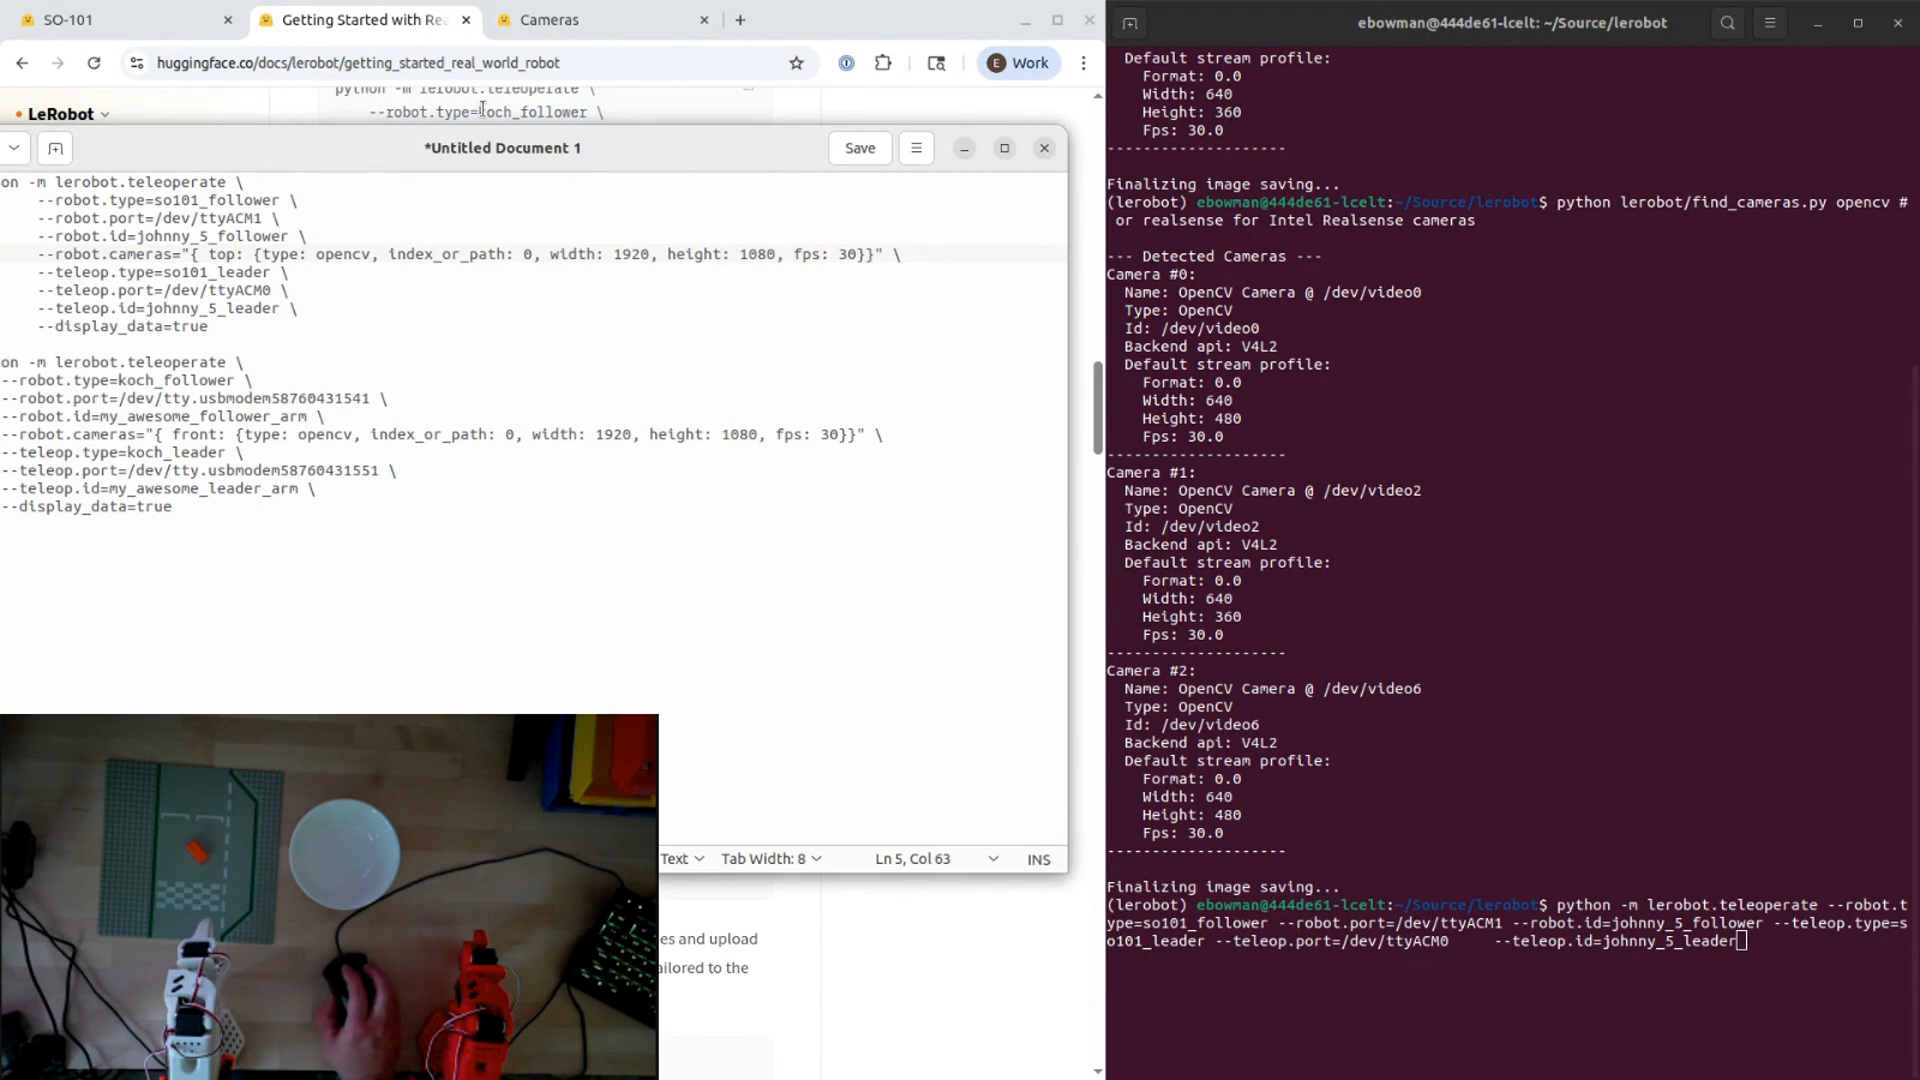 SO-101
Getting Started with Rea
Cameras
huggingface.co/docs/lerobot/getting_started_real_world_robot
Work
LeRobot
python -m lerobot.teleoperate \
--robot.type=koch_follower \
*Untitled Document 1
Save
on -m lerobot.teleoperate \
--robot.type=so101_follower \
--robot.port=/dev/ttyACM1 \
--robot.id=johnny_5_follower \
--robot.cameras="{ top: {type: opencv, index_or_path: 0, width: 1920, height: 1080, fps: 30}}" \
--teleop.type=so101_leader \
--teleop.port=/dev/ttyACM0 \
--teleop.id=johnny_5_leader \
--display_data=true
on -m lerobot.teleoperate \
--robot.type=koch_follower \
--robot.port=/dev/tty.usbmodem58760431541 \
--robot.id=my_awesome_follower_arm \
--robot.cameras="{ front: {type: opencv, index_or_path: 0, width: 1920, height: 1080, fps: 30}}" \
--teleop.type=koch_leader \
--teleop.port=/dev/tty.usbmodem58760431551 \
--teleop.id=my_awesome_leader_arm \
--display_data=true
Text
Tab Width: 8
Ln 5, Col 63
INS
es and upload
ailored to the
ebowman@444de61-lcelt: ~/Source/lerobot
Default stream profile:
Format: 0.0
Width: 640
Height: 360
Fps: 30.0
--------------------
Finalizing image saving...
(lerobot) ebowman@444de61-lcelt:~/Source/lerobot$ python lerobot/find_cameras.py opencv #
or realsense for Intel Realsense cameras
--- Detected Cameras ---
Camera #0:
Name: OpenCV Camera @ /dev/video0
Type: OpenCV
Id: /dev/video0
Backend api: V4L2
Default stream profile:
Format: 0.0
Width: 640
Height: 480
Fps: 30.0
--------------------
Camera #1:
Name: OpenCV Camera @ /dev/video2
Type: OpenCV
Id: /dev/video2
Backend api: V4L2
Default stream profile:
Format: 0.0
Width: 640
Height: 360
Fps: 30.0
--------------------
Camera #2:
Name: OpenCV Camera @ /dev/video6
Type: OpenCV
Id: /dev/video6
Backend api: V4L2
Default stream profile:
Format: 0.0
Width: 640
Height: 480
Fps: 30.0
--------------------
Finalizing image saving...
(lerobot) ebowman@444de61-lcelt:~/Source/lerobot$ python -m lerobot.teleoperate --robot.t
ype=so101_follower --robot.port=/dev/ttyACM1 --robot.id=johnny_5_follower --teleop.type=s
o101_leader --teleop.port=/dev/ttyACM0     --teleop.id=johnny_5_leader